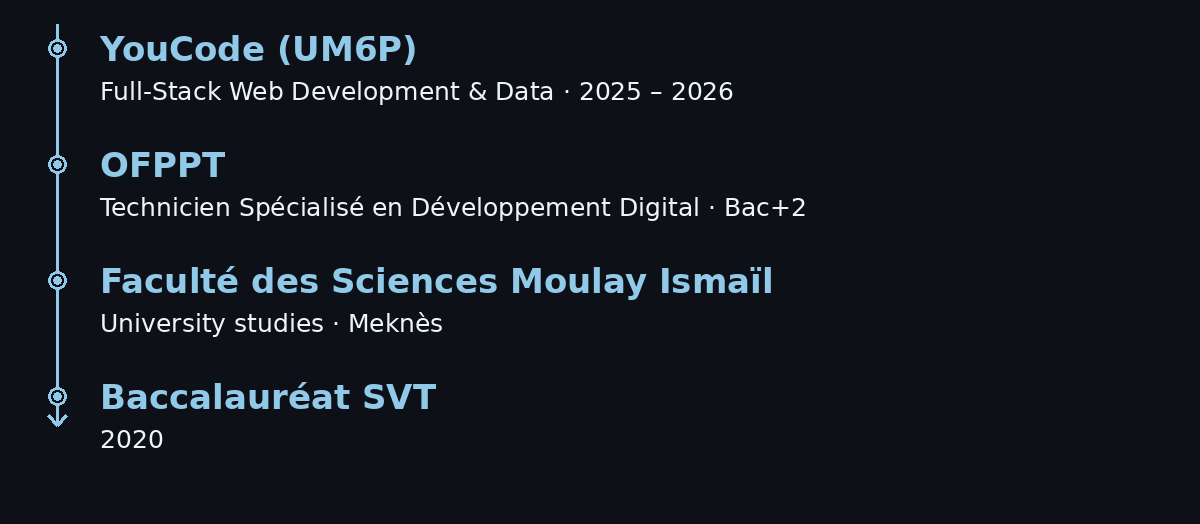 YouCode (UM6P)
Full-Stack Web Development & Data · 2025 – 2026
OFPPT
Technicien Spécialisé en Développement Digital · Bac+2
Faculté des Sciences Moulay Ismaïl
University studies · Meknès
Baccalauréat SVT
2020